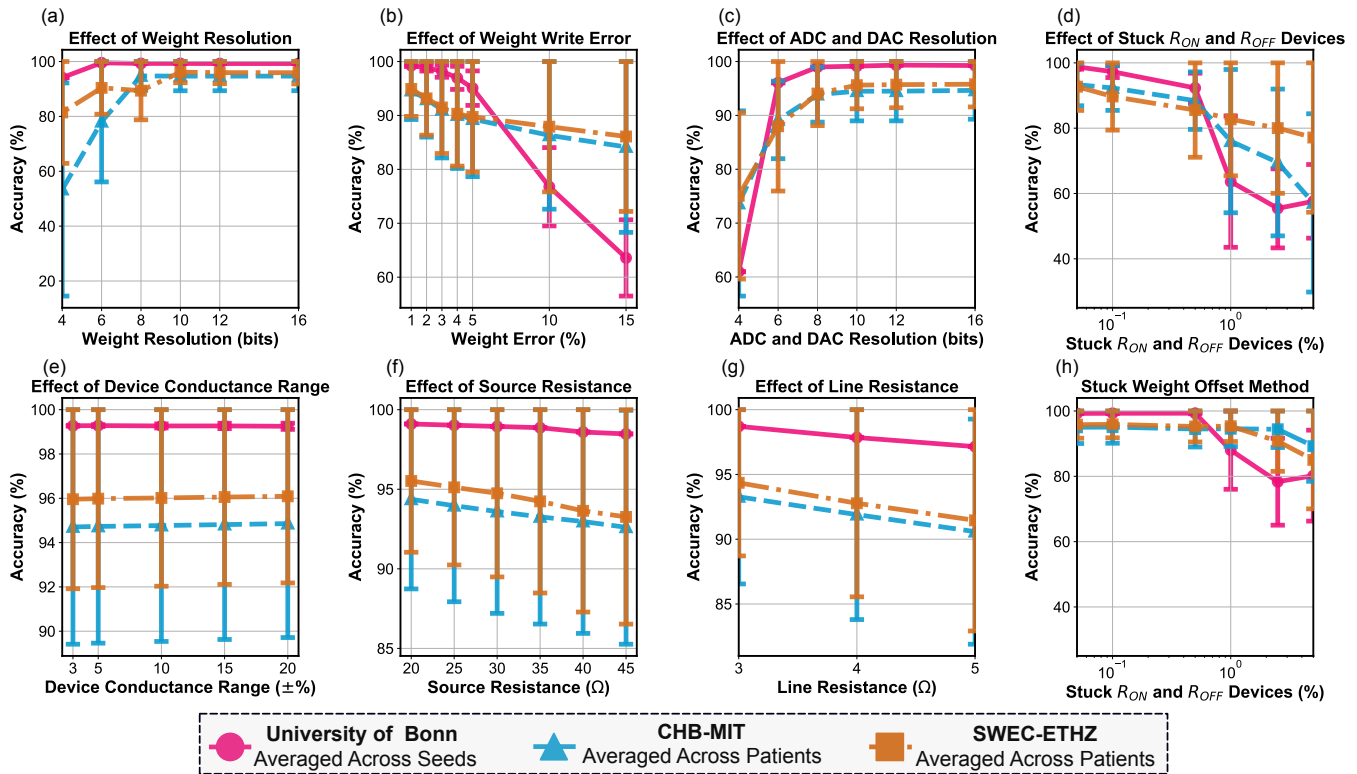 (a)
Effect of Weight Resolution
100
80
60
40
20
Accuracy (%)
4 6 8 10 12 16
Weight Resolution (bits)
(b)
Effect of Weight Write Error
100
90
80
70
60
Accuracy (%)
1 2 3 4 5 10 15
Weight Error (%)
(c)
Effect of ADC and DAC Resolution
100
90
80
70
60
Accuracy (%)
4 6 8 10 12 16
ADC and DAC Resolution (bits)
(d)
Effect of Stuck R_ON and R_OFF Devices
100
80
60
40
Accuracy (%)
10⁻¹ 10⁰
Stuck R_ON and R_OFF Devices (%)
(e)
Effect of Device Conductance Range
100
98
96
94
92
90
Accuracy (%)
3 5 10 15 20
Device Conductance Range (±%)
(f)
Effect of Source Resistance
100
95
90
85
Accuracy (%)
20 25 30 35 40 45
Source Resistance (Ω)
(g)
Effect of Line Resistance
100
95
90
85
Accuracy (%)
3 4 5
Line Resistance (Ω)
(h)
Stuck Weight Offset Method
100
80
60
40
Accuracy (%)
10⁻¹ 10⁰
Stuck R_ON and R_OFF Devices (%)
University of Bonn
Averaged Across Seeds
CHB-MIT
Averaged Across Patients
SWEC-ETHZ
Averaged Across Patients